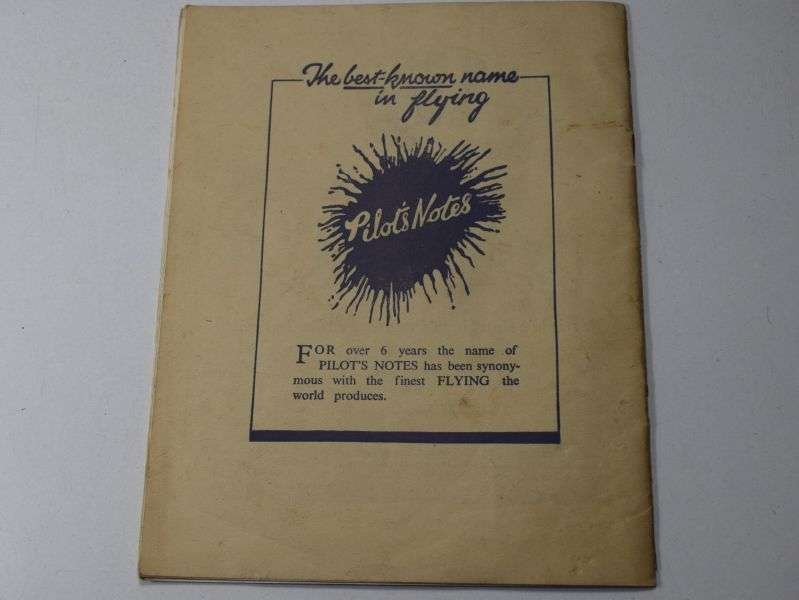 The best-known name
in flying
Pilot's Notes
FOR over 6 years the name of
PILOT'S NOTES has been synony-
mous with the finest FLYING the
world produces.